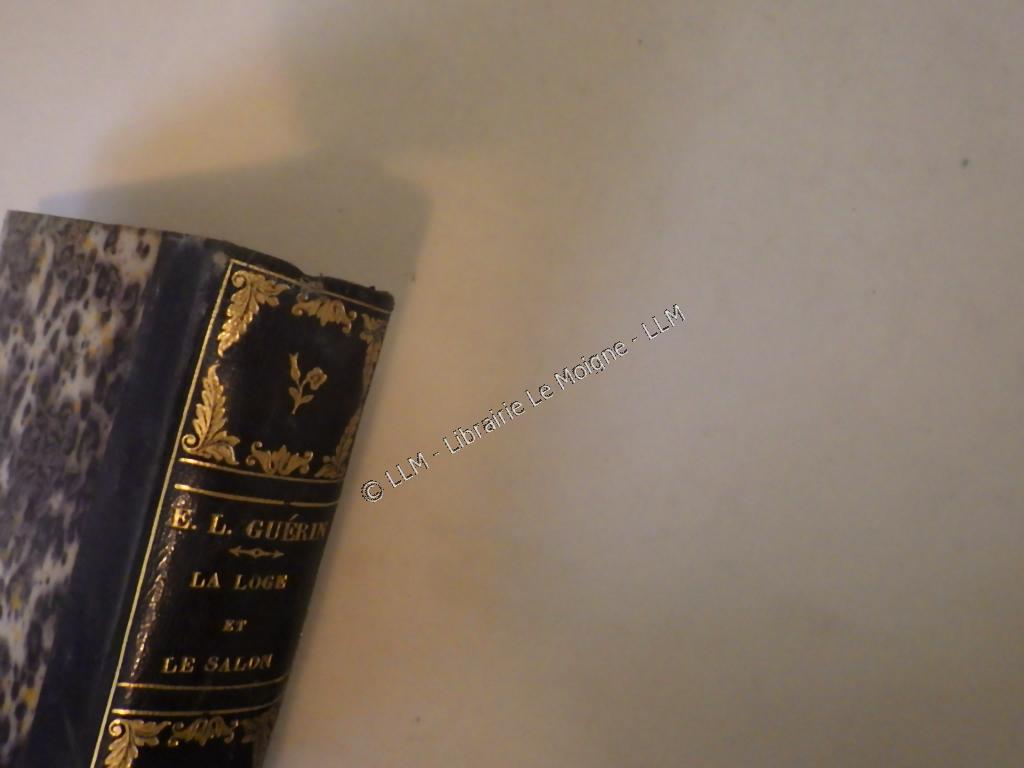 E. L. GUÉRIN
LA LOGE
ET
LE SALON
© LLM - Librairie Le Moigne - LLM